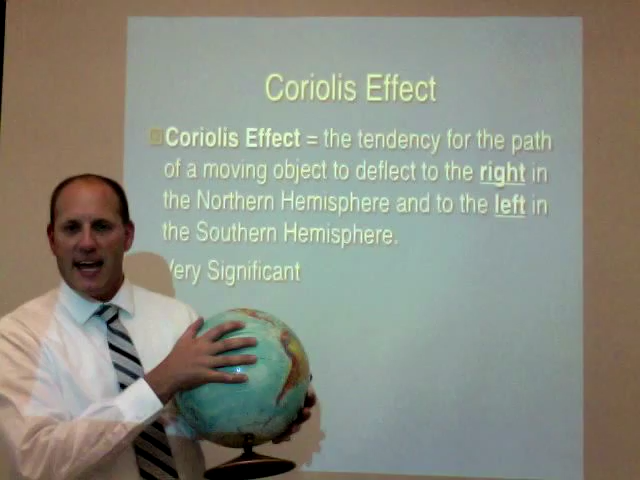 Coriolis Effect
Coriolis Effect = the tendency for the path
of a moving object to deflect to the right in
the Northern Hemisphere and to the left in
the Southern Hemisphere.
Very Significant